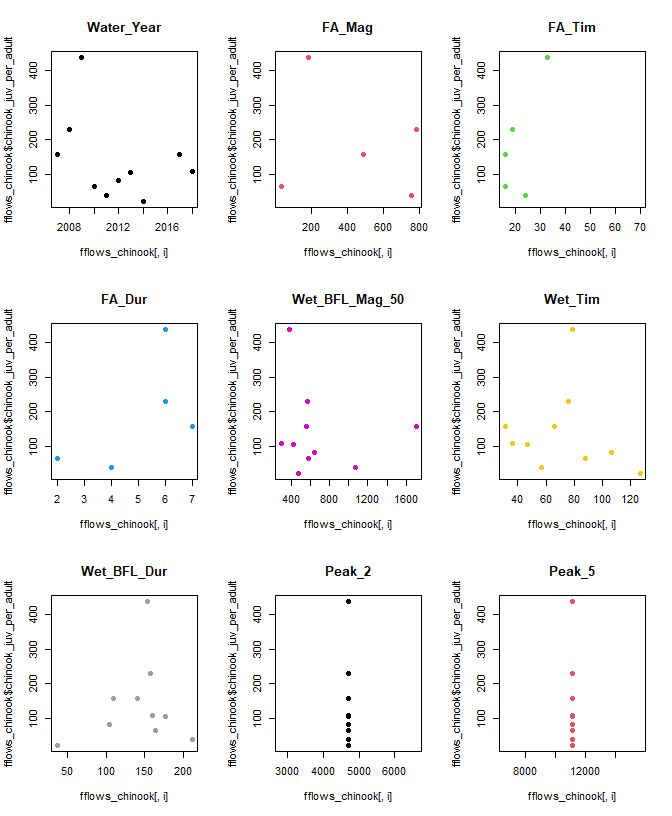 Water_Year
fflows_chinook$chinook_juv_per_adult
100 200 300 400
2008 2012 2016
fflows_chinook[, i]
FA_Mag
fflows_chinook$chinook_juv_per_adult
100 200 300 400
200 400 600 800
fflows_chinook[, i]
FA_Tim
fflows_chinook$chinook_juv_per_adult
100 200 300 400
20 30 40 50 60 70
fflows_chinook[, i]
FA_Dur
fflows_chinook$chinook_juv_per_adult
100 200 300 400
2 3 4 5 6 7
fflows_chinook[, i]
Wet_BFL_Mag_50
fflows_chinook$chinook_juv_per_adult
100 200 300 400
400 800 1200 1600
fflows_chinook[, i]
Wet_Tim
fflows_chinook$chinook_juv_per_adult
100 200 300 400
40 60 80 100 120
fflows_chinook[, i]
Wet_BFL_Dur
fflows_chinook$chinook_juv_per_adult
100 200 300 400
50 100 150 200
fflows_chinook[, i]
Peak_2
fflows_chinook$chinook_juv_per_adult
100 200 300 400
3000 4000 5000 6000
fflows_chinook[, i]
Peak_5
fflows_chinook$chinook_juv_per_adult
100 200 300 400
8000 12000
fflows_chinook[, i]